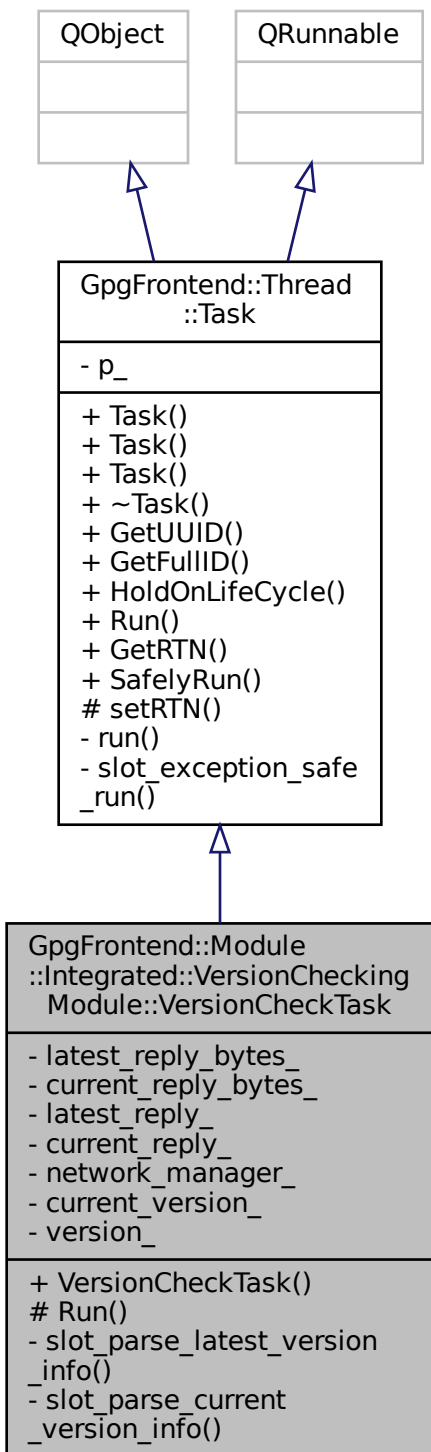 QObject
QRunnable
GpgFrontend::Thread
::Task
- p_
+ Task()
+ Task()
+ Task()
+ ~Task()
+ GetUUID()
+ GetFullID()
+ HoldOnLifeCycle()
+ Run()
+ GetRTN()
+ SafelyRun()
# setRTN()
- run()
- slot_exception_safe
_run()
GpgFrontend::Module
::Integrated::VersionChecking
Module::VersionCheckTask
- latest_reply_bytes_
- current_reply_bytes_
- latest_reply_
- current_reply_
- network_manager_
- current_version_
- version_
+ VersionCheckTask()
# Run()
- slot_parse_latest_version
_info()
- slot_parse_current
_version_info()